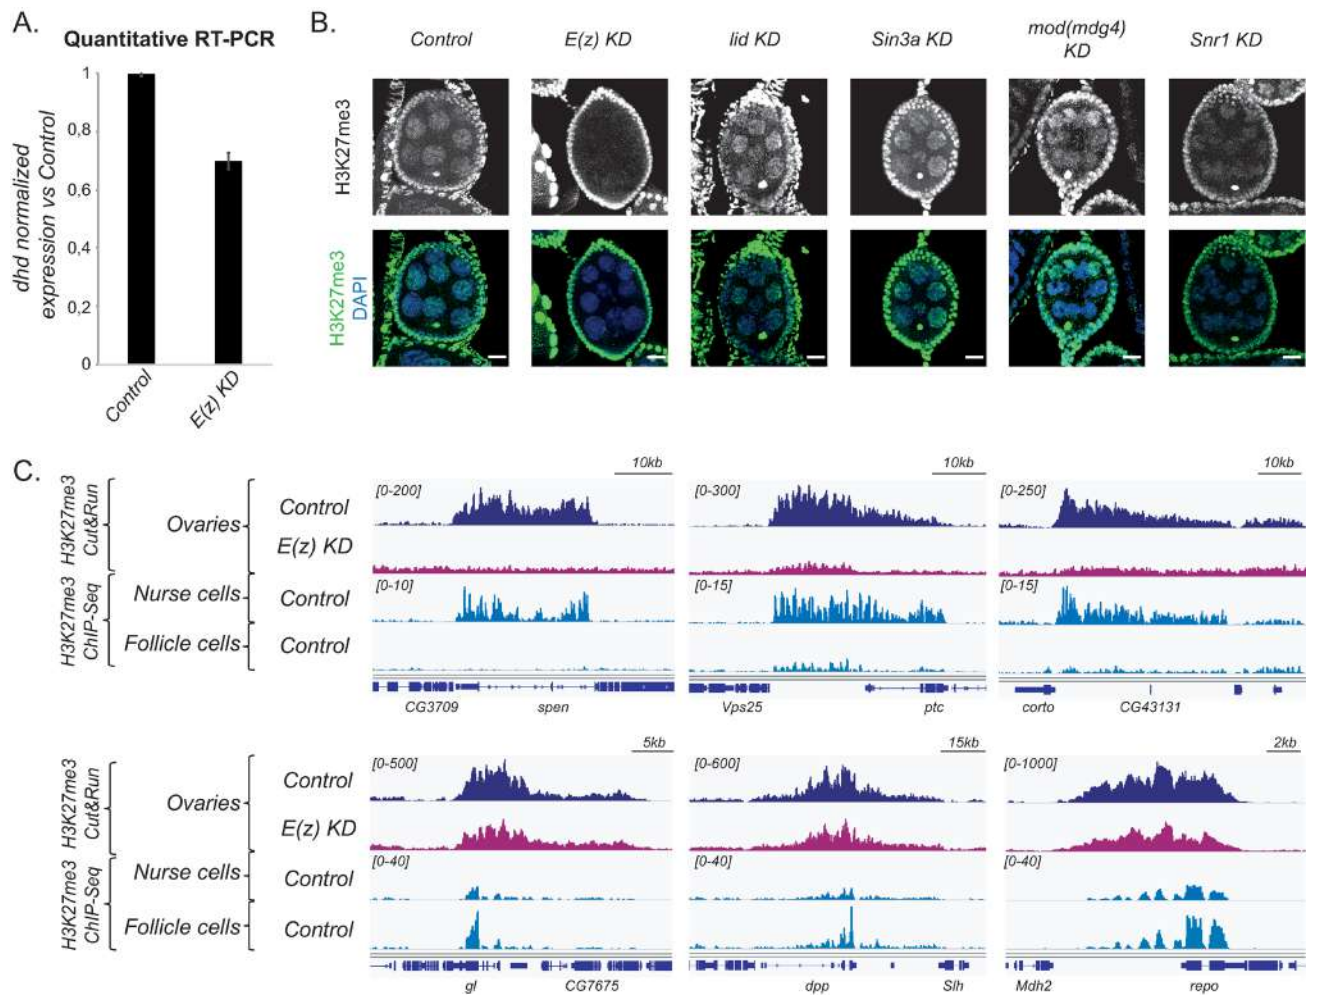 A.
Quantitative RT-PCR
dhd normalized
expression vs Control
1
0,8
0,6
0,4
0,2
0
Control
E(z) KD
B.
Control
E(z) KD
lid KD
Sin3a KD
mod(mdg4)
KD
Snr1 KD
H3K27me3
H3K27me3
DAPI
C.
10kb
10kb
10kb
H3K27me3
Cut&Run
H3K27me3
ChIP-Seq
Ovaries
Nurse cells
Follicle cells
Control
E(z) KD
Control
Control
[0-200]
[0-300]
[0-250]
[0-10]
[0-15]
[0-15]
CG3709
spen
Vps25
ptc
corto
CG43131
5kb
15kb
2kb
H3K27me3
Cut&Run
H3K27me3
ChIP-Seq
Ovaries
Nurse cells
Follicle cells
Control
E(z) KD
Control
Control
[0-500]
[0-600]
[0-1000]
[0-40]
[0-40]
[0-40]
gl
CG7675
dpp
Slh
Mdh2
repo